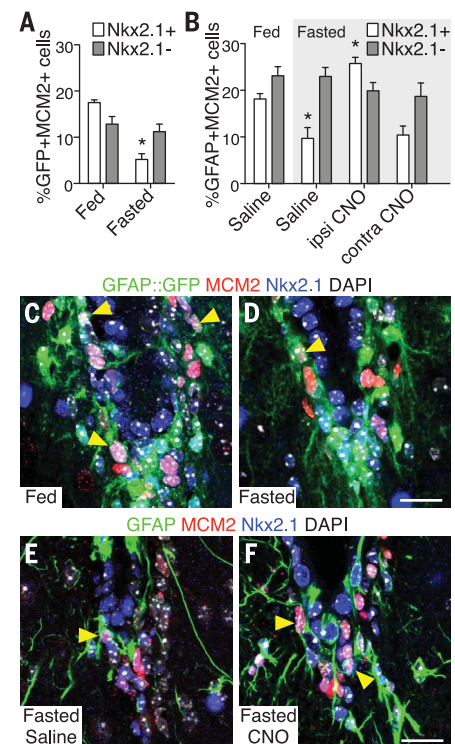 A
Nkx2.1+
Nkx2.1-
%GFP+MCM2+ cells
30
20
10
0
*
Fed
Fasted
B
Nkx2.1+
Nkx2.1-
%GFAP+MCM2+ cells
30
20
10
0
Fed
Fasted
*
*
Saline
Saline
ipsi CNO
contra CNO
GFAP::GFP MCM2 Nkx2.1 DAPI
C
Fed
D
Fasted
GFAP MCM2 Nkx2.1 DAPI
E
Fasted
Saline
F
Fasted
CNO